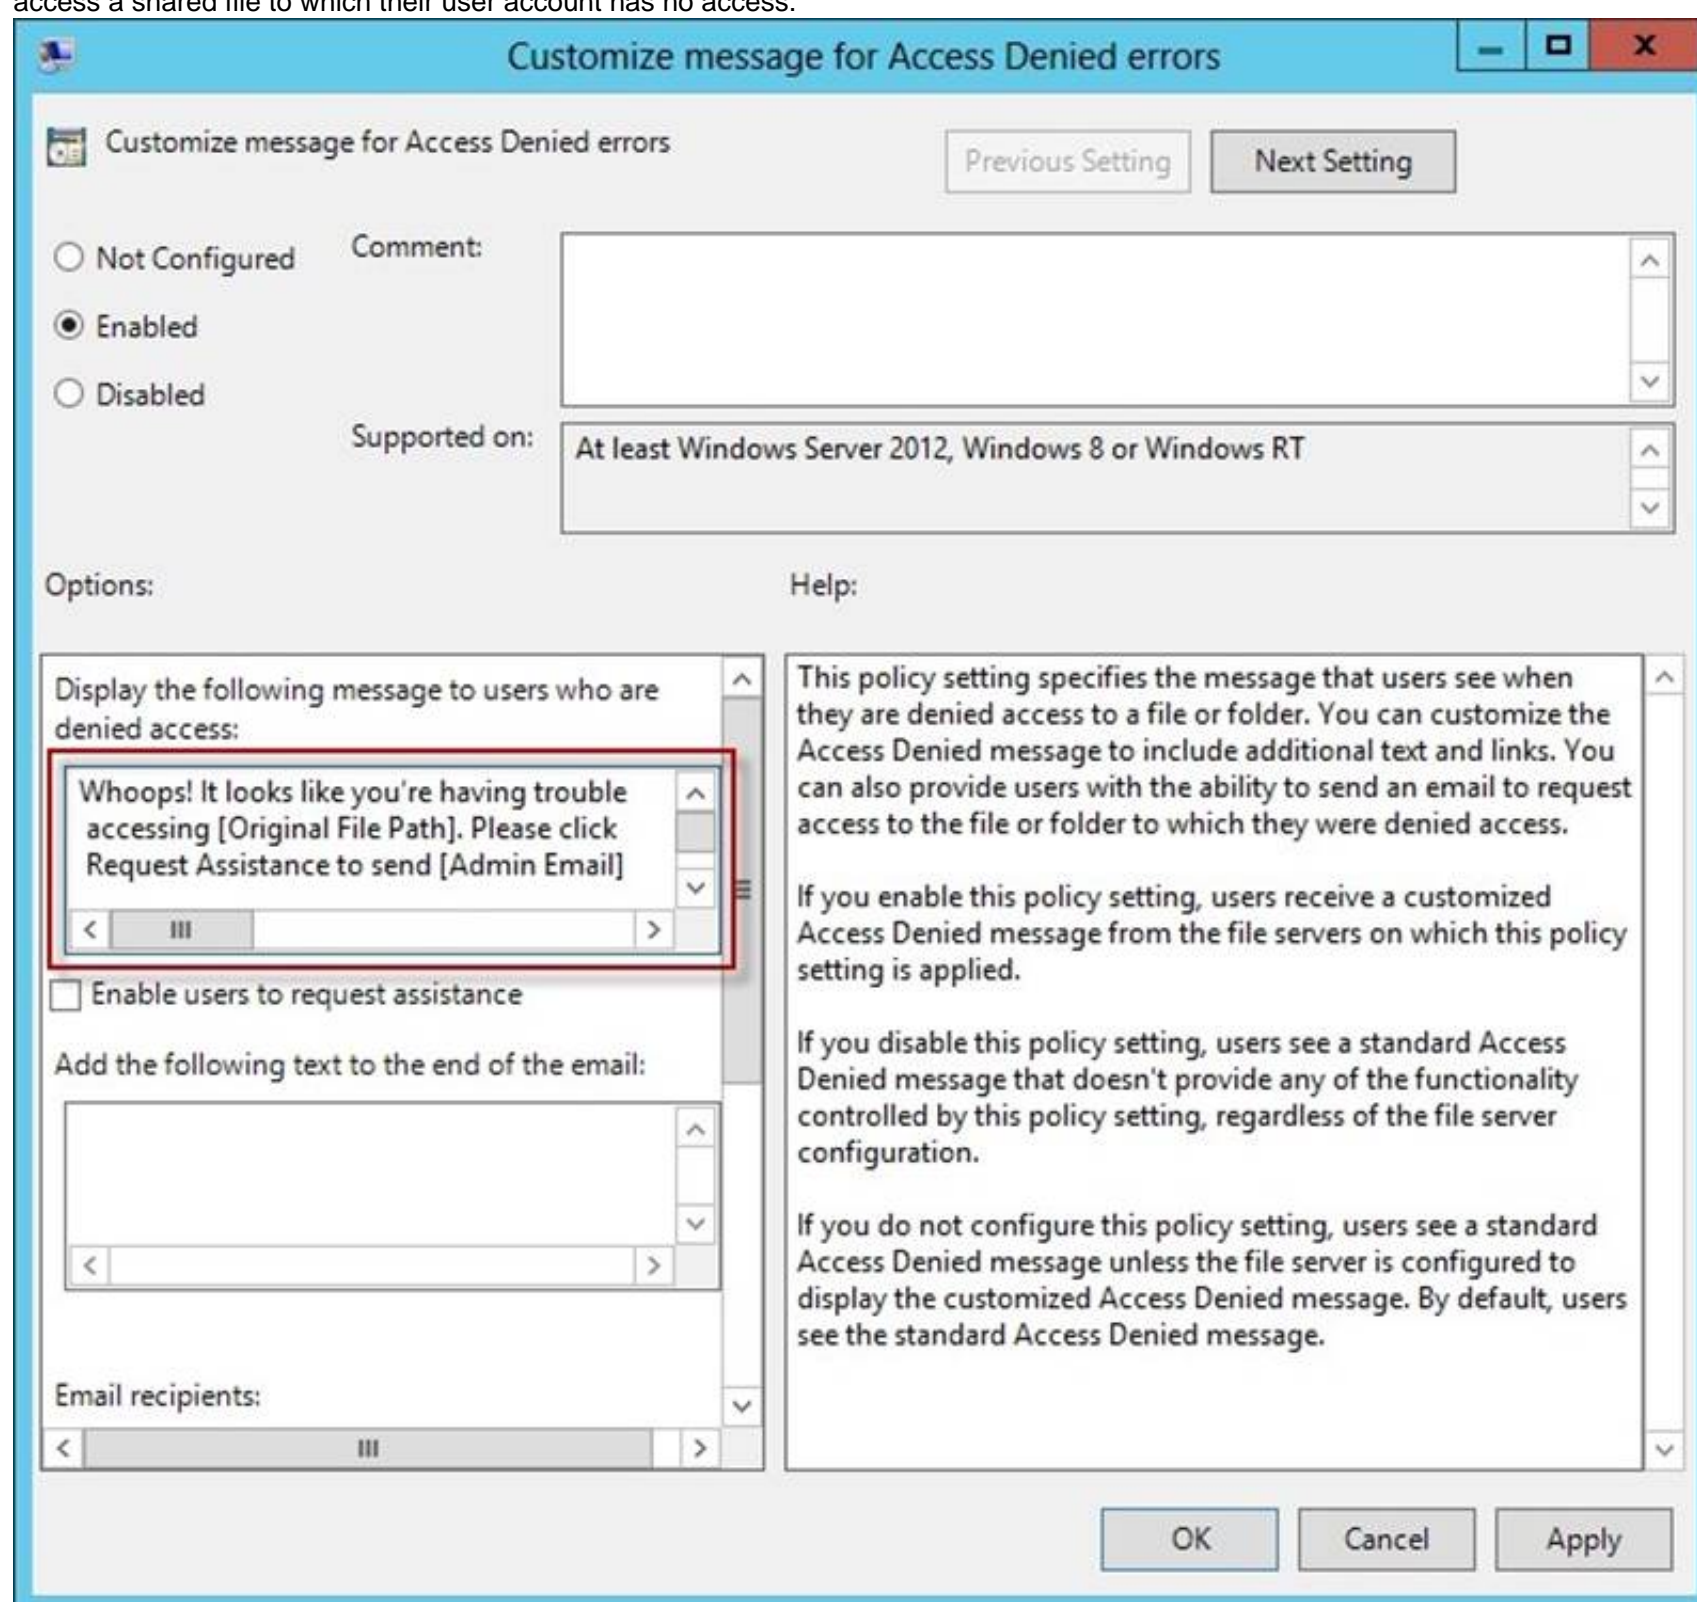 access a shared file to which their user account has no access.
Customize message for Access Denied errors
Customize message for Access Denied errors
Previous Setting
Next Setting
Not Configured
Comment:
Enabled
Disabled
Supported on:
At least Windows Server 2012, Windows 8 or Windows RT
Options:
Help:
Display the following message to users who are
denied access:
Whoops! It looks like you're having trouble
accessing [Original File Path]. Please click
Request Assistance to send [Admin Email]
Enable users to request assistance
Add the following text to the end of the email:
Email recipients:
This policy setting specifies the message that users see when
they are denied access to a file or folder. You can customize the
Access Denied message to include additional text and links. You
can also provide users with the ability to send an email to request
access to the file or folder to which they were denied access.
If you enable this policy setting, users receive a customized
Access Denied message from the file servers on which this policy
setting is applied.
If you disable this policy setting, users see a standard Access
Denied message that doesn't provide any of the functionality
controlled by this policy setting, regardless of the file server
configuration.
If you do not configure this policy setting, users see a standard
Access Denied message unless the file server is configured to
display the customized Access Denied message. By default, users
see the standard Access Denied message.
OK
Cancel
Apply